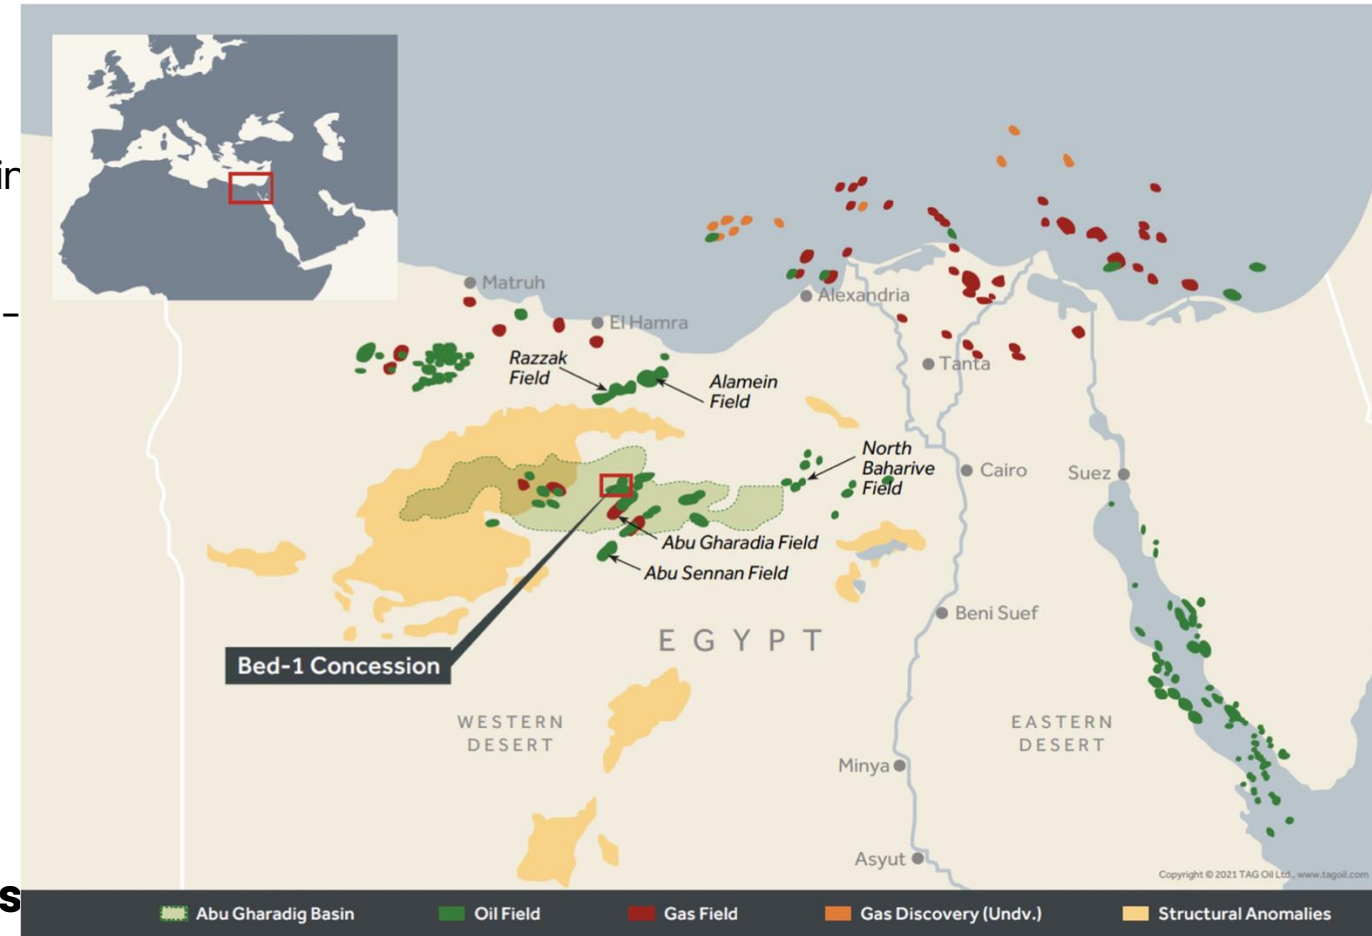 in
–
s
Matruh
El Hamra
Alexandria
Razzak
Field
Alamein
Field
Tanta
North
Baharive
Field
Cairo
Suez
Abu Gharadia Field
Abu Sennan Field
Beni Suef
EGYPT
Bed-1 Concession
WESTERN
DESERT
EASTERN
DESERT
Minya
Asyut
Copyright © 2021 TAG Oil Ltd., www.tagoil.com
Abu Gharadig Basin
Oil Field
Gas Field
Gas Discovery (Undv.)
Structural Anomalies